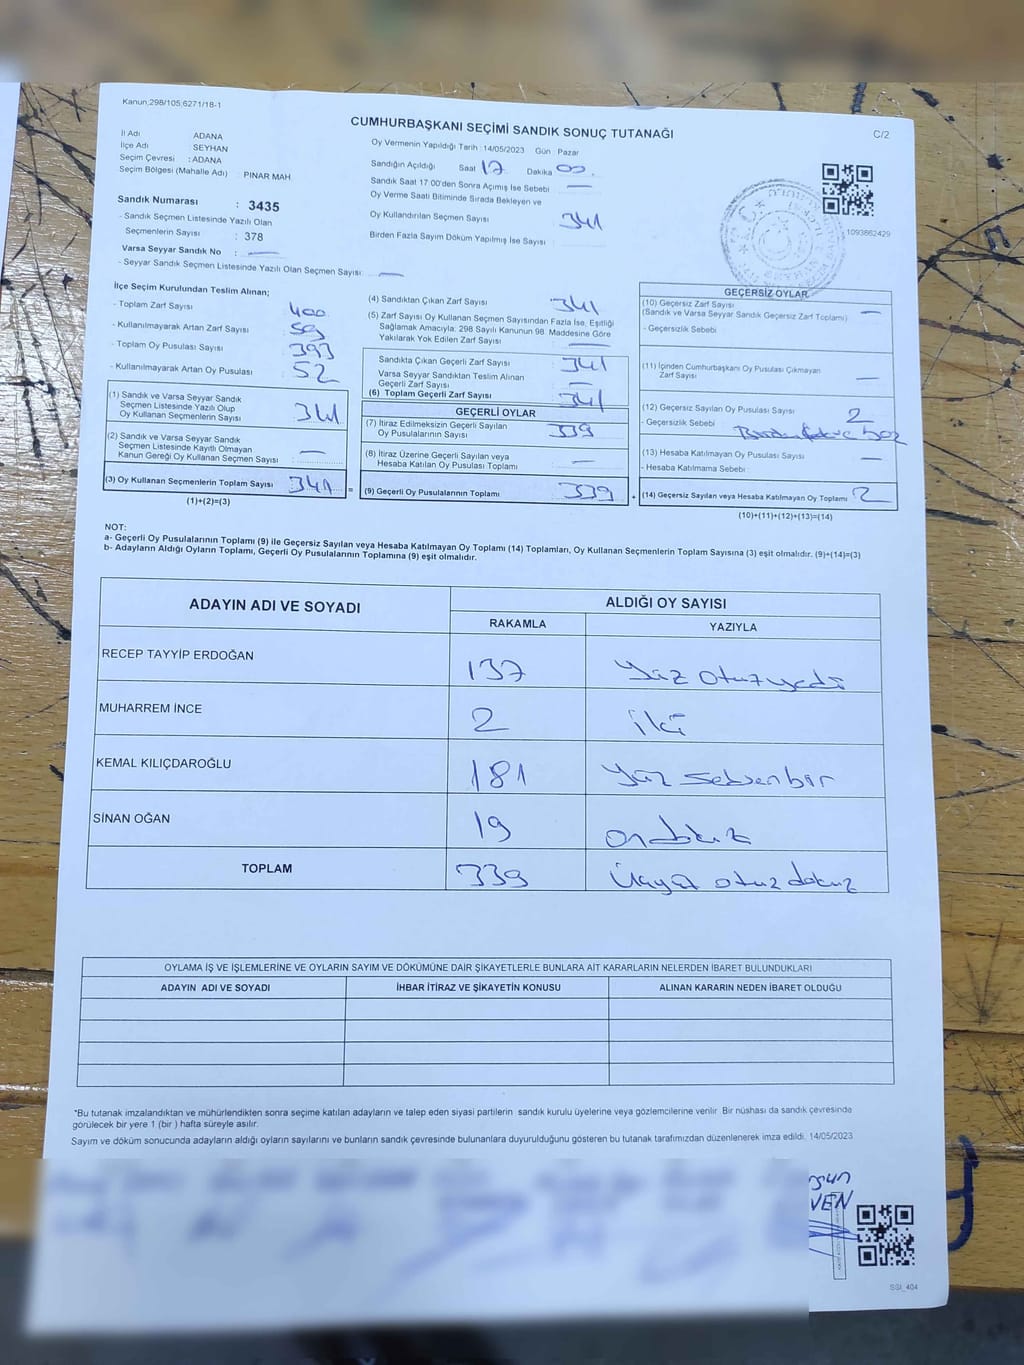 Kanun;298/105;6271/18-1
CUMHURBAŞKANI SEÇİMİ SANDIK SONUÇ TUTANAĞI
C/2
İl Adı ADANA
İlçe Adı SEYHAN
Seçim Çevresi : ADANA
Seçim Bölgesi (Mahalle Adı) : PINAR MAH
Sandık Numarası : 3435
- Sandık Seçmen Listesinde Yazılı Olan
Seçmenlerin Sayısı : 378
Varsa Seyyar Sandık No : —
- Seyyar Sandık Seçmen Listesinde Yazılı Olan Seçmen Sayısı: —
Oy Vermenin Yapıldığı Tarih : 14/05/2023 Gün : Pazar
Sandığın Açıldığı Saat 17 Dakika 00.
Sandık Saat 17:00'den Sonra Açımış İse Sebebi —
Oy Verme Saati Bitiminde Sırada Bekleyen ve
Oy Kullandırılan Seçmen Sayısı 341
Birden Fazla Sayım Döküm Yapılmış İse Sayısı
1093862429
İlçe Seçim Kurulundan Teslim Alınan;
- Toplam Zarf Sayısı 400
- Kullanılmayarak Artan Zarf Sayısı : 59
- Toplam Oy Pusulası Sayısı : 393
- Kullanılmayarak Artan Oy Pusulası : 52
(1) Sandık ve Varsa Seyyar Sandık
Seçmen Listesinde Yazılı Olup
Oy Kullanan Seçmenlerin Sayısı : 341
(2) Sandık ve Varsa Seyyar Sandık
Seçmen Listesinde Kayıtlı Olmayan
Kanun Gereği Oy Kullanan Seçmen Sayısı : —
(3) Oy Kullanan Seçmenlerin Toplam Sayısı : 341 =
(1)+(2)=(3)
(4) Sandıktan Çıkan Zarf Sayısı : 341
(5) Zarf Sayısı Oy Kullanan Seçmen Sayısından Fazla İse, Eşitliği
Sağlamak Amacıyla; 298 Sayılı Kanunun 98. Maddesine Göre
Yakılarak Yok Edilen Zarf Sayısı —
Sandıkta Çıkan Geçerli Zarf Sayısı : 341
Varsa Seyyar Sandıktan Teslim Alınan
Geçerli Zarf Sayısı : —
(6) Toplam Geçerli Zarf Sayısı : 341
GEÇERLİ OYLAR
(7) İtiraz Edilmeksizin Geçerli Sayılan
Oy Pusulalarının Sayısı : 339
(8) İtiraz Üzerine Geçerli Sayılan veya
Hesaba Katılan Oy Pusulası Toplamı : —
(9) Geçerli Oy Pusulalarının Toplamı : 339 +
GEÇERSİZ OYLAR
(10) Geçersiz Zarf Sayısı
(Sandık ve Varsa Seyyar Sandık Geçersiz Zarf Toplamı) : —
- Geçersizlik Sebebi :
(11) İçinden Cumhurbaşkanı Oy Pusulası Çıkmayan
Zarf Sayısı : —
(12) Geçersiz Sayılan Oy Pusulası Sayısı : 2
- Geçersizlik Sebebi :
(13) Hesaba Katılmayan Oy Pusulası Sayısı : —
- Hesaba Katılmama Sebebi :
(14) Geçersiz Sayılan veya Hesaba Katılmayan Oy Toplamı : 2
(10)+(11)+(12)+(13)=(14)
NOT:
a- Geçerli Oy Pusulalarının Toplamı (9) ile Geçersiz Sayılan veya Hesaba Katılmayan Oy Toplamı (14) Toplamları, Oy Kullanan Seçmenlerin Toplam Sayısına (3) eşit olmalıdır. (9)+(14)=(3)
b- Adayların Aldığı Oyların Toplamı, Geçerli Oy Pusulalarının Toplamına (9) eşit olmalıdır.
ADAYIN ADI VE SOYADI ALDIĞI OY SAYISI
RAKAMLA YAZIYLA
RECEP TAYYİP ERDOĞAN 137 Yüz otuzyedi
MUHARREM İNCE 2 iki
KEMAL KILIÇDAROĞLU 181 Yüz seksenbir
SİNAN OĞAN 19 ondokuz
TOPLAM 339 Üçyüz otuz dokuz
OYLAMA İŞ VE İŞLEMLERİNE VE OYLARIN SAYIM VE DÖKÜMÜNE DAİR ŞİKAYETLERLE BUNLARA AİT KARARLARIN NELERDEN İBARET BULUNDUKLARI
ADAYIN ADI VE SOYADI İHBAR İTİRAZ VE ŞİKAYETİN KONUSU ALINAN KARARIN NEDEN İBARET OLDUĞU
*Bu tutanak imzalandıktan ve mühürlendikten sonra seçime katılan adayların ve talep eden siyasi partilerin sandık kurulu üyelerine veya gözlemcilerine verilir. Bir nüshası da sandık çevresinde
görülecek bir yere 1 (bir ) hafta süreyle asılır.
Sayım ve döküm sonucunda adayların aldığı oyların sayılarını ve bunların sandık çevresinde bulunanlara duyurulduğunu gösteren bu tutanak tarafımızdan düzenlenerek imza edildi. 14/05/2023
SSI_404